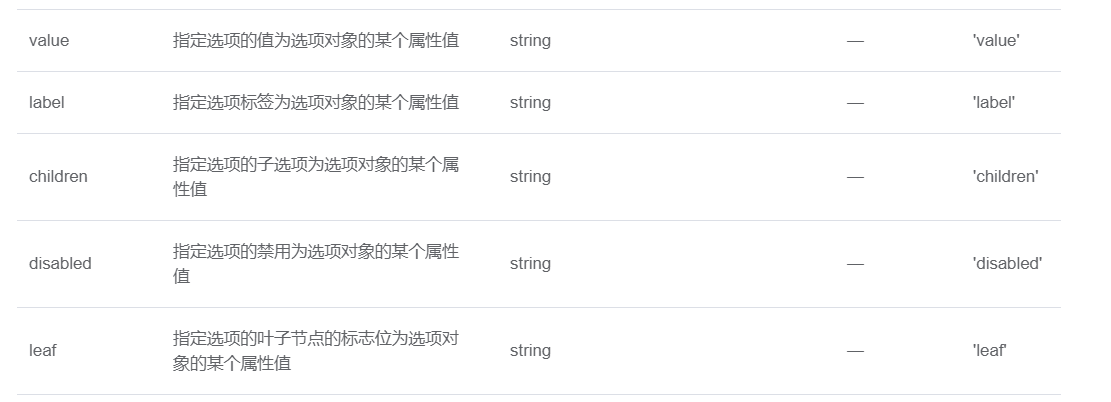 value 指定选项的值为选项对象的某个属性值 string — 'value'
label 指定选项标签为选项对象的某个属性值 string — 'label'
children 指定选项的子选项为选项对象的某个属 string — 'children'
性值
disabled 指定选项的禁用为选项对象的某个属性 string — 'disabled'
值
leaf 指定选项的叶子节点的标志位为选项对 string — 'leaf'
象的某个属性值